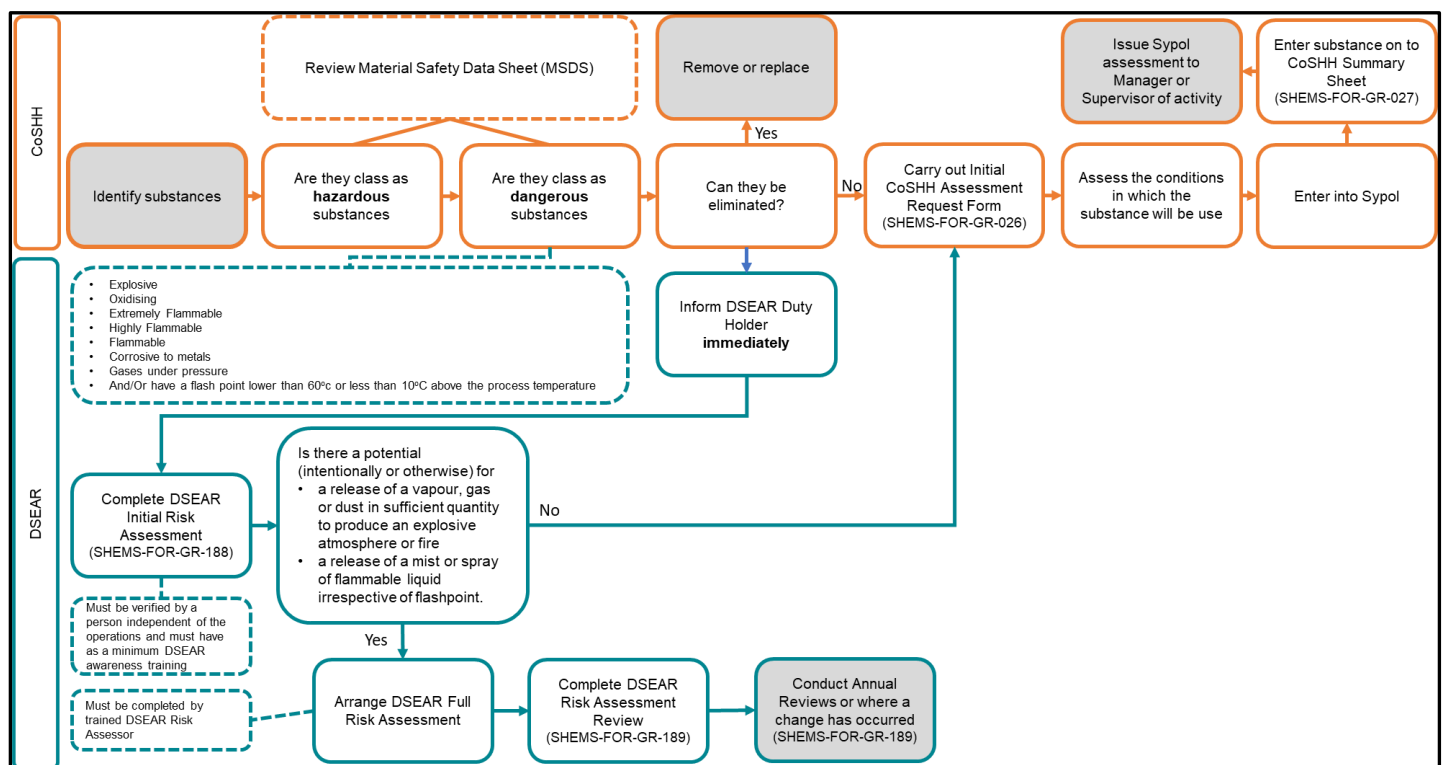 CoSHH
Review Material Safety Data Sheet (MSDS)
Remove or replace
Issue Sypol
assessment to
Manager or
Supervisor of activity
Enter substance on to
CoSHH Summary
Sheet
(SHEMS-FOR-GR-027)
Yes
Identify substances
Are they class as
hazardous
substances
Are they class as
dangerous
substances
Can they be
eliminated?
No
Carry out Initial
CoSHH Assessment
Request Form
(SHEMS-FOR-GR-026)
Assess the conditions
in which the
substance will be use
Enter into Sypol
DSEAR
• Explosive
• Oxidising
• Extremely Flammable
• Highly Flammable
• Flammable
• Corrosive to metals
• Gases under pressure
• And/Or have a flash point lower than 60°c or less than 10°C above the process temperature
Inform DSEAR Duty
Holder
immediately
Complete DSEAR
Initial Risk
Assessment
(SHEMS-FOR-GR-188)
Is there a potential
(intentionally or otherwise) for
• a release of a vapour, gas
or dust in sufficient quantity
to produce an explosive
atmosphere or fire
• a release of a mist or spray
of flammable liquid
irrespective of flashpoint.
No
Must be verified by a
person independent of the
operations and must have
as a minimum DSEAR
awareness training
Yes
Must be completed by
trained DSEAR Risk
Assessor
Arrange DSEAR Full
Risk Assessment
Complete DSEAR
Risk Assessment
Review
(SHEMS-FOR-GR-189)
Conduct Annual
Reviews or where a
change has occurred
(SHEMS-FOR-GR-189)